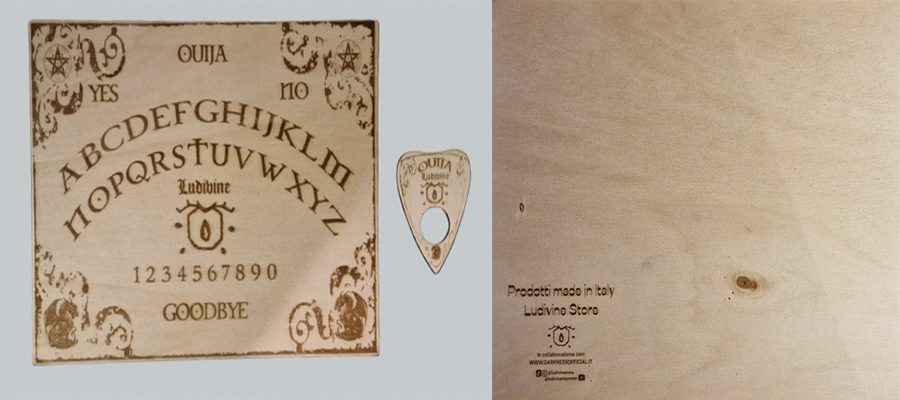 OUIJA
YES NO
ABCDEFGHIJKLM
NOPQRSTUVWXYZ
Ludivine
1234567890
GOODBYE
OUIJA
Ludivine
Prodotti made in Italy
Ludivine Store
In collaborazione con:
WWW.DARKNESSOFFICIAL.IT